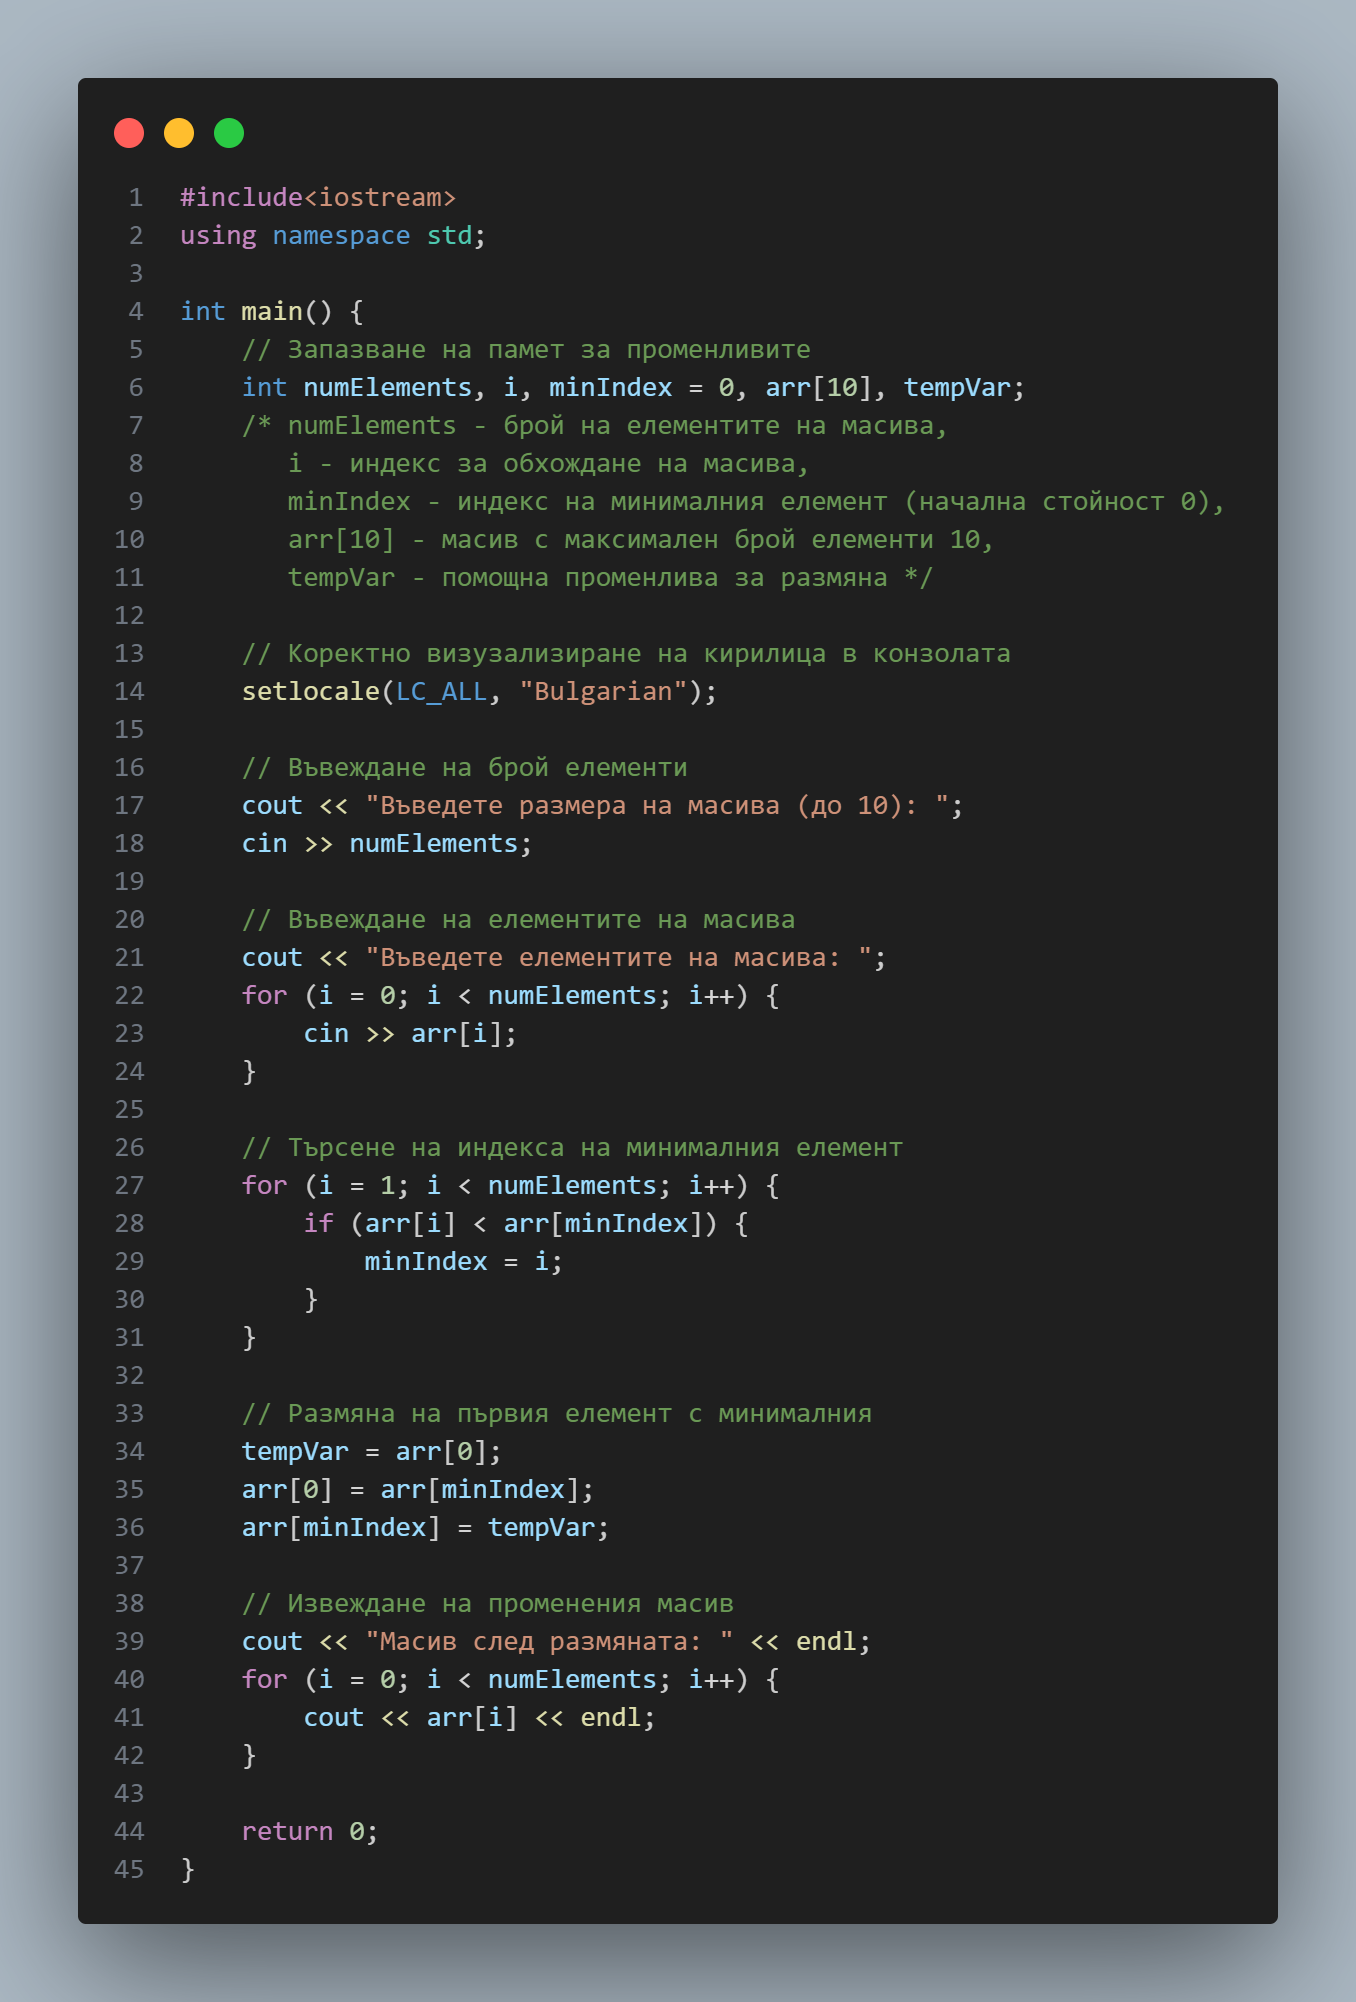 1 #include<iostream>
2 using namespace std;
3
4 int main() {
5     // Запазване на памет за променливите
6     int numElements, i, minIndex = 0, arr[10], tempVar;
7     /* numElements - брой на елементите на масива,
8        i - индекс за обхождане на масива,
9        minIndex - индекс на минималния елемент (начална стойност 0),
10        arr[10] - масив с максимален брой елементи 10,
11        tempVar - помощна променлива за размяна */
12
13     // Коректно визузализиране на кирилица в конзолата
14     setlocale(LC_ALL, "Bulgarian");
15
16     // Въвеждане на брой елементи
17     cout << "Въведете размера на масива (до 10): ";
18     cin >> numElements;
19
20     // Въвеждане на елементите на масива
21     cout << "Въведете елементите на масива: ";
22     for (i = 0; i < numElements; i++) {
23         cin >> arr[i];
24     }
25
26     // Търсене на индекса на минималния елемент
27     for (i = 1; i < numElements; i++) {
28         if (arr[i] < arr[minIndex]) {
29             minIndex = i;
30         }
31     }
32
33     // Размяна на първия елемент с минималния
34     tempVar = arr[0];
35     arr[0] = arr[minIndex];
36     arr[minIndex] = tempVar;
37
38     // Извеждане на променения масив
39     cout << "Масив след размяната: " << endl;
40     for (i = 0; i < numElements; i++) {
41         cout << arr[i] << endl;
42     }
43
44     return 0;
45 }